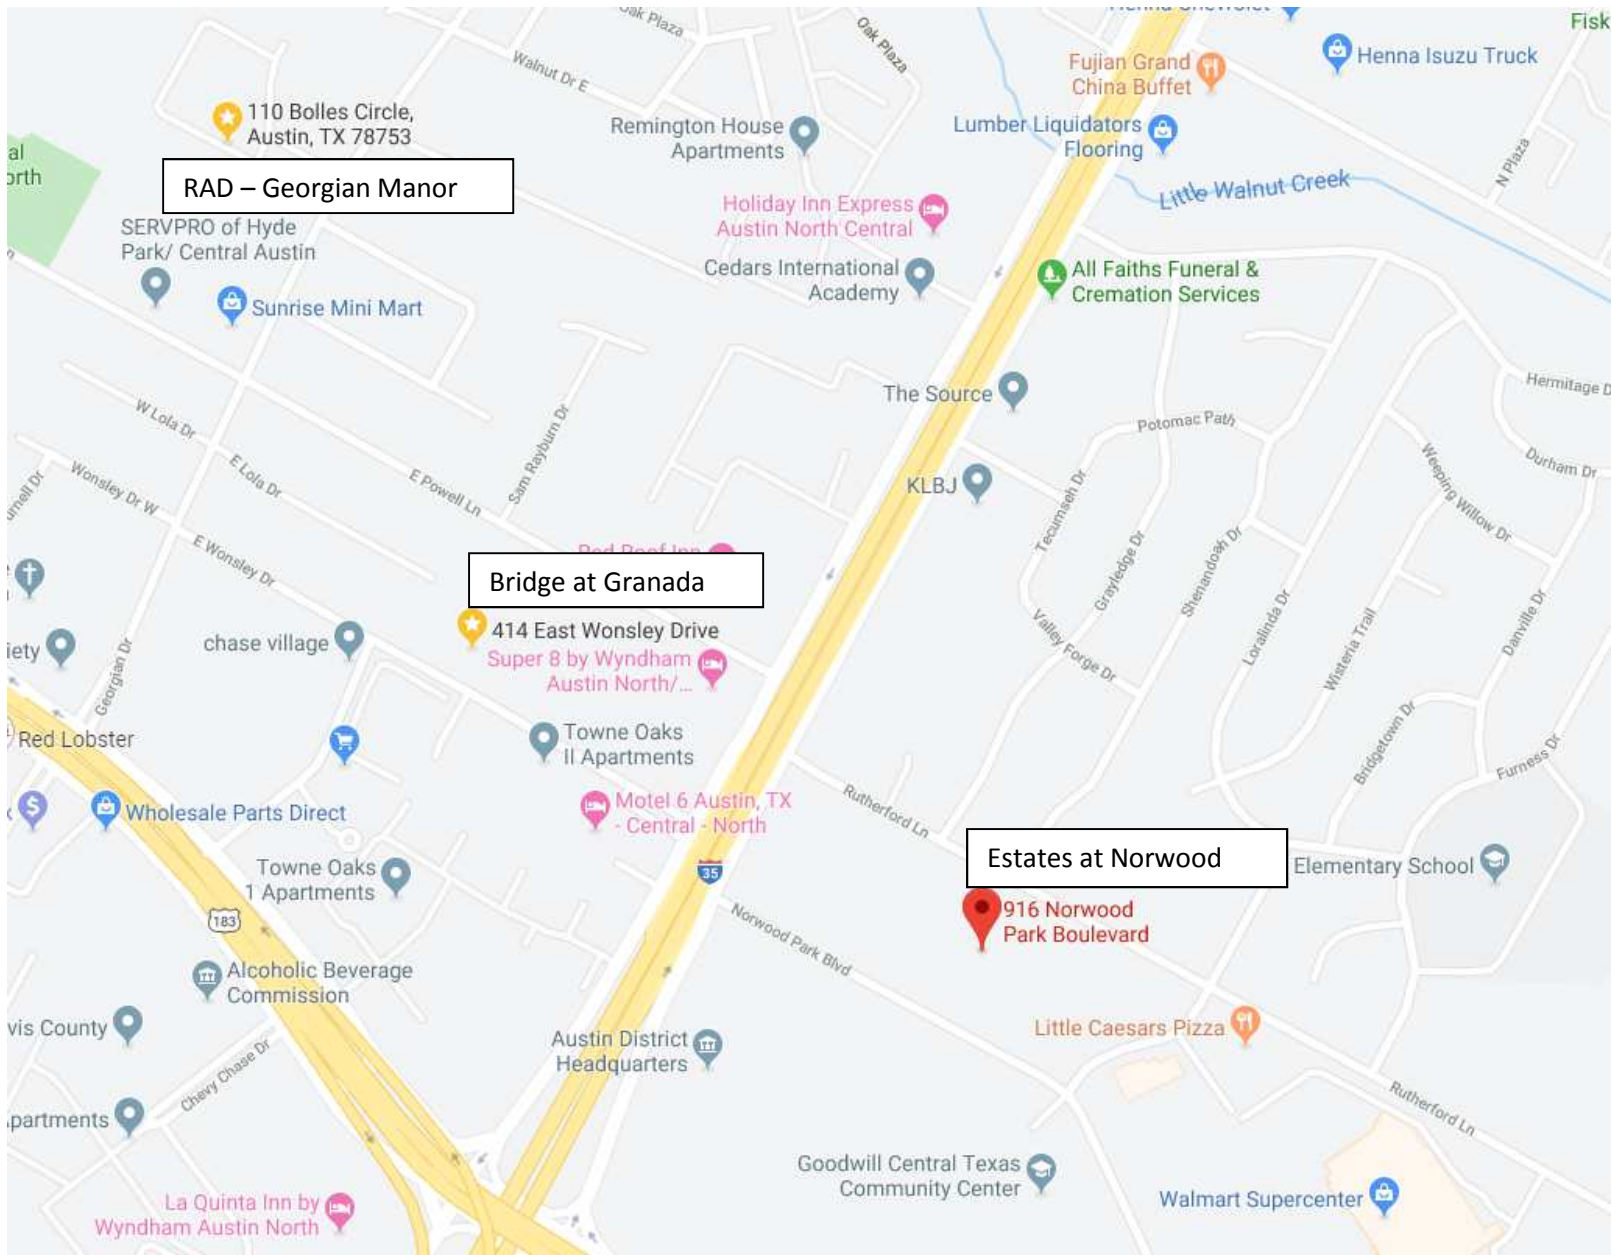 Oak Plaza
Oak Plaza
Walnut Dr E
Fisk
Henna Isuzu Truck
Fujian Grand
China Buffet
110 Bolles Circle,
Austin, TX 78753
Remington House
Apartments
Lumber Liquidators
Flooring
al
orth
N Plaza
RAD – Georgian Manor
Little Walnut Creek
Holiday Inn Express
Austin North Central
SERVPRO of Hyde
Park/ Central Austin
Cedars International
Academy
All Faiths Funeral &
Cremation Services
Sunrise Mini Mart
The Source
Hermitage D
W Lola Dr
Potomac Path
Sam Rayburn Dr
E Lola Dr
E Powell Ln
Wonsley Dr W
KLBJ
Weeping Willow Dr
Durham Dr
Tecumseh Dr
E Wonsley Dr
Red Roof Inn
Grayledge Dr
Shenandoah Dr
Bridge at Granada
Loralinda Dr
Wisteria Trail
Danville Dr
414 East Wonsley Drive
chase village
iety
Super 8 by Wyndham
Austin North/...
Valley Forge Dr
Georgian Dr
Red Lobster
Towne Oaks
II Apartments
Bridgetown Dr
Furness Dr
Wholesale Parts Direct
Motel 6 Austin, TX
- Central - North
Rutherford Ln
Estates at Norwood
Elementary School
35
Towne Oaks
1 Apartments
183
Norwood Park Blvd
916 Norwood
Park Boulevard
Alcoholic Beverage
Commission
vis County
Little Caesars Pizza
Austin District
Headquarters
Chevy Chase Dr
partments
Rutherford Ln
Goodwill Central Texas
Community Center
Walmart Supercenter
La Quinta Inn by
Wyndham Austin North